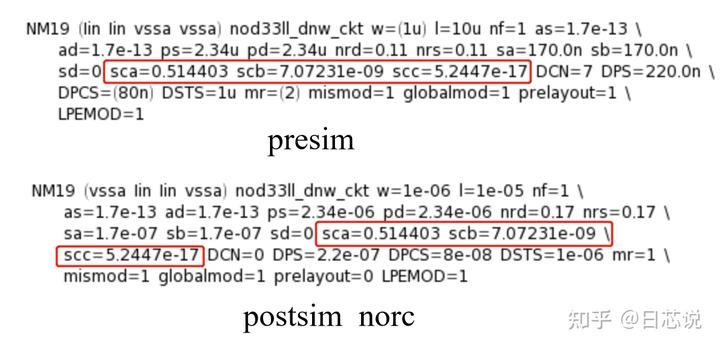 NM19 (Iin Iin vssa vssa) nod33ll_dnw_ckt w=(1u) l=10u nf=1 as=1.7e-13 \
ad=1.7e-13 ps=2.34u pd=2.34u nrd=0.11 nrs=0.11 sa=170.0n sb=170.0n \
sd=0 sca=0.514403 scb=7.07231e-09 scc=5.2447e-17 DCN=7 DPS=220.0n \
DPCS=(80n) DSTS=1u mr=(2) mismod=1 globalmod=1 prelayout=1 \
LPEMOD=1
presim
NM19 (vssa Iin Iin vssa) nod33ll_dnw_ckt w=1e-06 l=1e-05 nf=1 \
as=1.7e-13 ad=1.7e-13 ps=2.34e-06 pd=2.34e-06 nrd=0.17 nrs=0.17 \
sa=1.7e-07 sb=1.7e-07 sd=0 sca=0.514403 scb=7.07231e-09 \
scc=5.2447e-17 DCN=0 DPS=2.2e-07 DPCS=8e-08 DSTS=1e-06 mr=1 \
mismod=1 globalmod=1 prelayout=0 LPEMOD=1
postsim norc
知乎 @日芯说